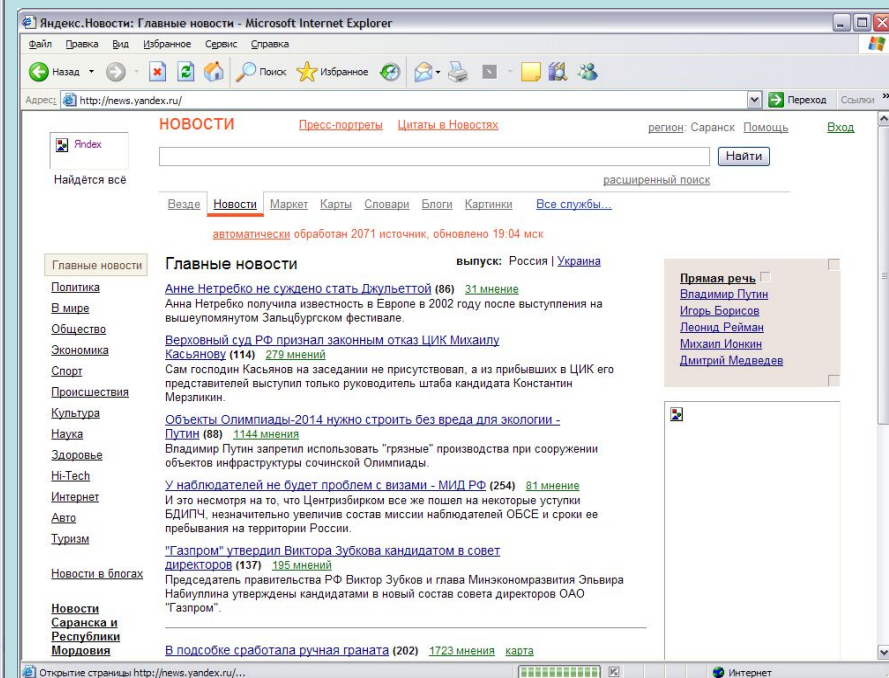 Яндекс.Новости: Главные новости - Microsoft Internet Explorer
Файл Правка Вид Избранное Сервис Справка
Назад Поиск Избранное
Адрес: http://news.yandex.ru/ Переход Ссылки »
НОВОСТИ Пресс-портреты Цитаты в Новостях регион: Саранск Помощь Вход
Яndex
Найти
Найдётся всё
расширенный поиск
Везде Новости Маркет Карты Словари Блоги Картинки Все службы...
автоматически обработан 2071 источник, обновлено 19:04 мск
Главные новости
Политика
В мире
Общество
Экономика
Спорт
Происшествия
Культура
Наука
Здоровье
Hi-Tech
Интернет
Авто
Туризм
Новости в блогах
Новости
Саранска и
Республики
Мордовия
Главные новости выпуск: Россия | Украина
Анне Нетребко не суждено стать Джульеттой (86) 31 мнение
Анна Нетребко получила известность в Европе в 2002 году после выступления на
вышеупомянутом Зальцбургском фестивале.
Верховный суд РФ признал законным отказ ЦИК Михаилу
Касьянову (114) 279 мнений
Сам господин Касьянов на заседании не присутствовал, а из прибывших в ЦИК его
представителей выступил только руководитель штаба кандидата Константин
Мерзликин.
Объекты Олимпиады-2014 нужно строить без вреда для экологии -
Путин (88) 1144 мнения
Владимир Путин запретил использовать "грязные" производства при сооружении
объектов инфраструктуры сочинской Олимпиады.
У наблюдателей не будет проблем с визами - МИД РФ (254) 81 мнение
И это несмотря на то, что Центризбирком все же пошел на некоторые уступки
БДИПЧ, незначительно увеличив состав миссии наблюдателей ОБСЕ и сроки ее
пребывания на территории России.
"Газпром" утвердил Виктора Зубкова кандидатом в совет
директоров (137) 195 мнений
Председатель правительства РФ Виктор Зубков и глава Минэкономразвития Эльвира
Набиуллина утверждены кандидатами в новый состав совета директоров ОАО
"Газпром".
В подсобке сработала ручная граната (202) 1723 мнения карта
Прямая речь
Владимир Путин
Игорь Борисов
Леонид Рейман
Михаил Ионкин
Дмитрий Медведев
Открытие страницы http://news.yandex.ru/... Интернет